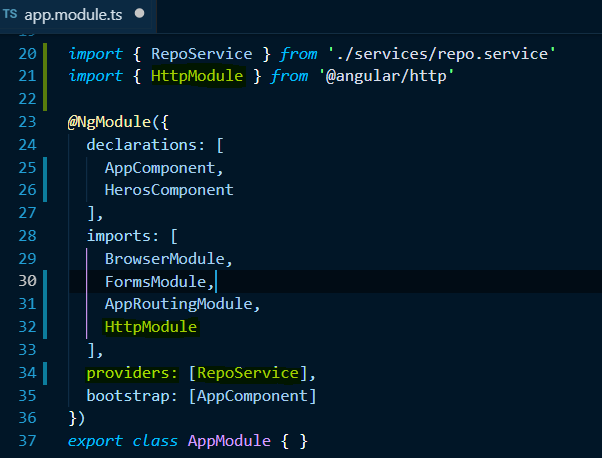 TS app.module.ts
20 import { RepoService } from './services/repo.service'
21 import { HttpModule } from '@angular/http'
22
23 @NgModule({
24 declarations: [
25 AppComponent,
26 HerosComponent
27 ],
28 imports: [
29 BrowserModule,
30 FormsModule,
31 AppRoutingModule,
32 HttpModule
33 ],
34 providers: [RepoService],
35 bootstrap: [AppComponent]
36 })
37 export class AppModule { }